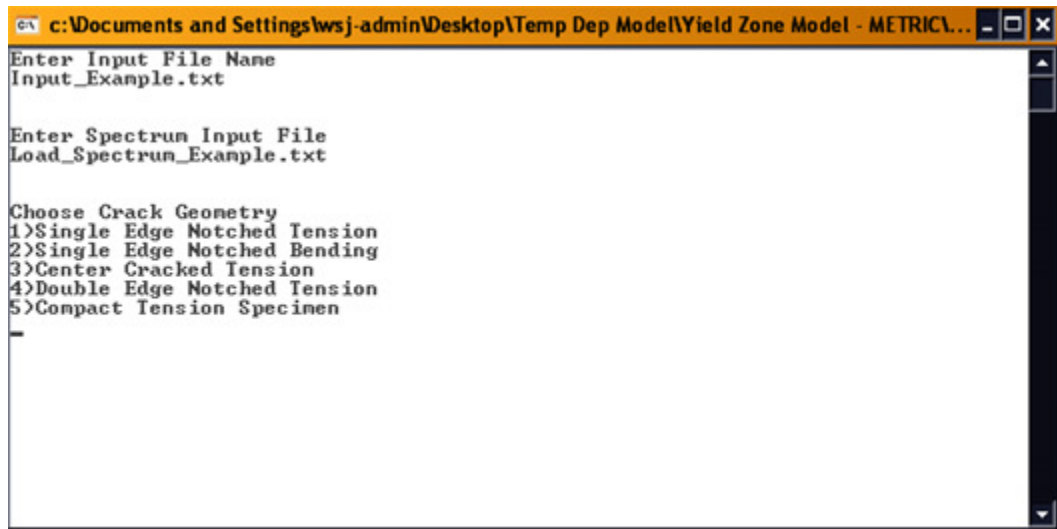 c:\Documents and Settings\wsj-admin\Desktop\Temp Dep Model\Yield Zone Model - METRIC\...
Enter Input File Name
Input_Example.txt
Enter Spectrum Input File
Load_Spectrum_Example.txt
Choose Crack Geometry
1)Single Edge Notched Tension
2)Single Edge Notched Bending
3)Center Cracked Tension
4)Double Edge Notched Tension
5)Compact Tension Specimen